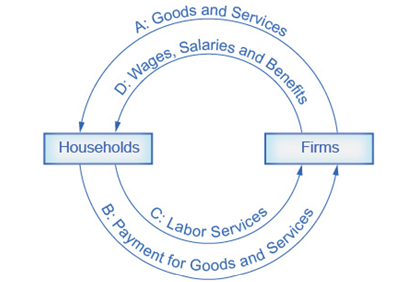 A: Goods and Services
D: Wages, Salaries and Benefits
Households
Firms
C: Labor Services
B: Payment for Goods and Services